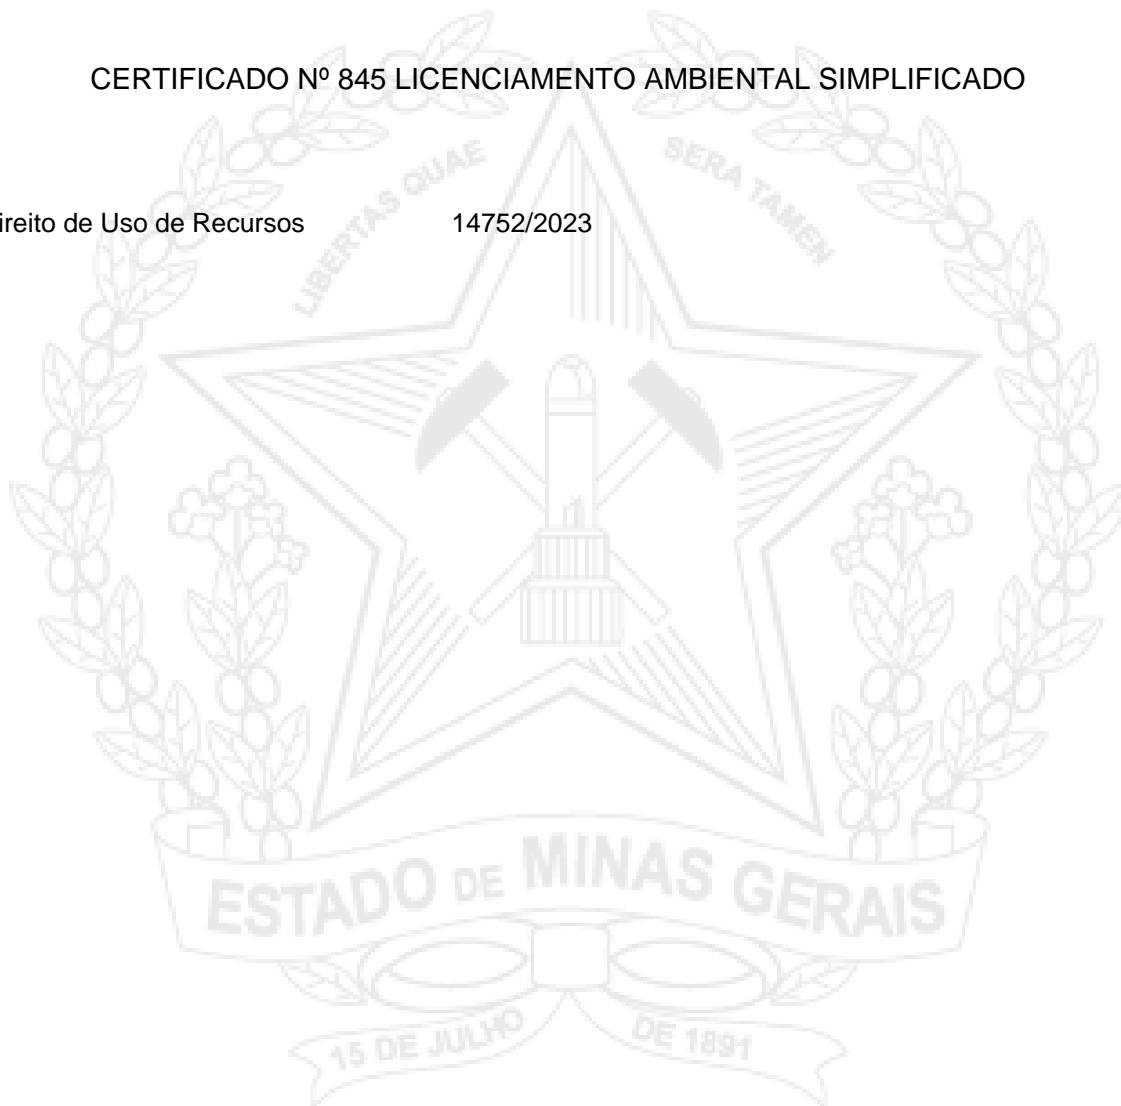 CERTIFICADO Nº 845 LICENCIAMENTO AMBIENTAL SIMPLIFICADO
LIBERTAS QUAE SERA TAMEN
ireito de Uso de Recursos 14752/2023
ESTADO DE MINAS GERAIS
15 DE JULHO DE 1891